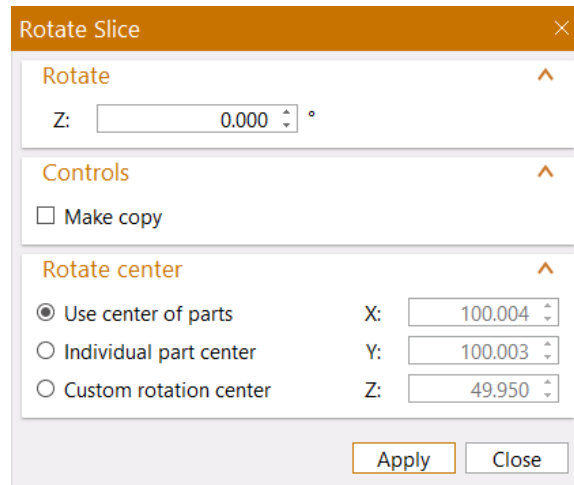 Rotate Slice
Rotate
Z: 0.000 °
Controls
Make copy
Rotate center
Use center of parts X: 100.004
Individual part center Y: 100.003
Custom rotation center Z: 49.950
Apply Close